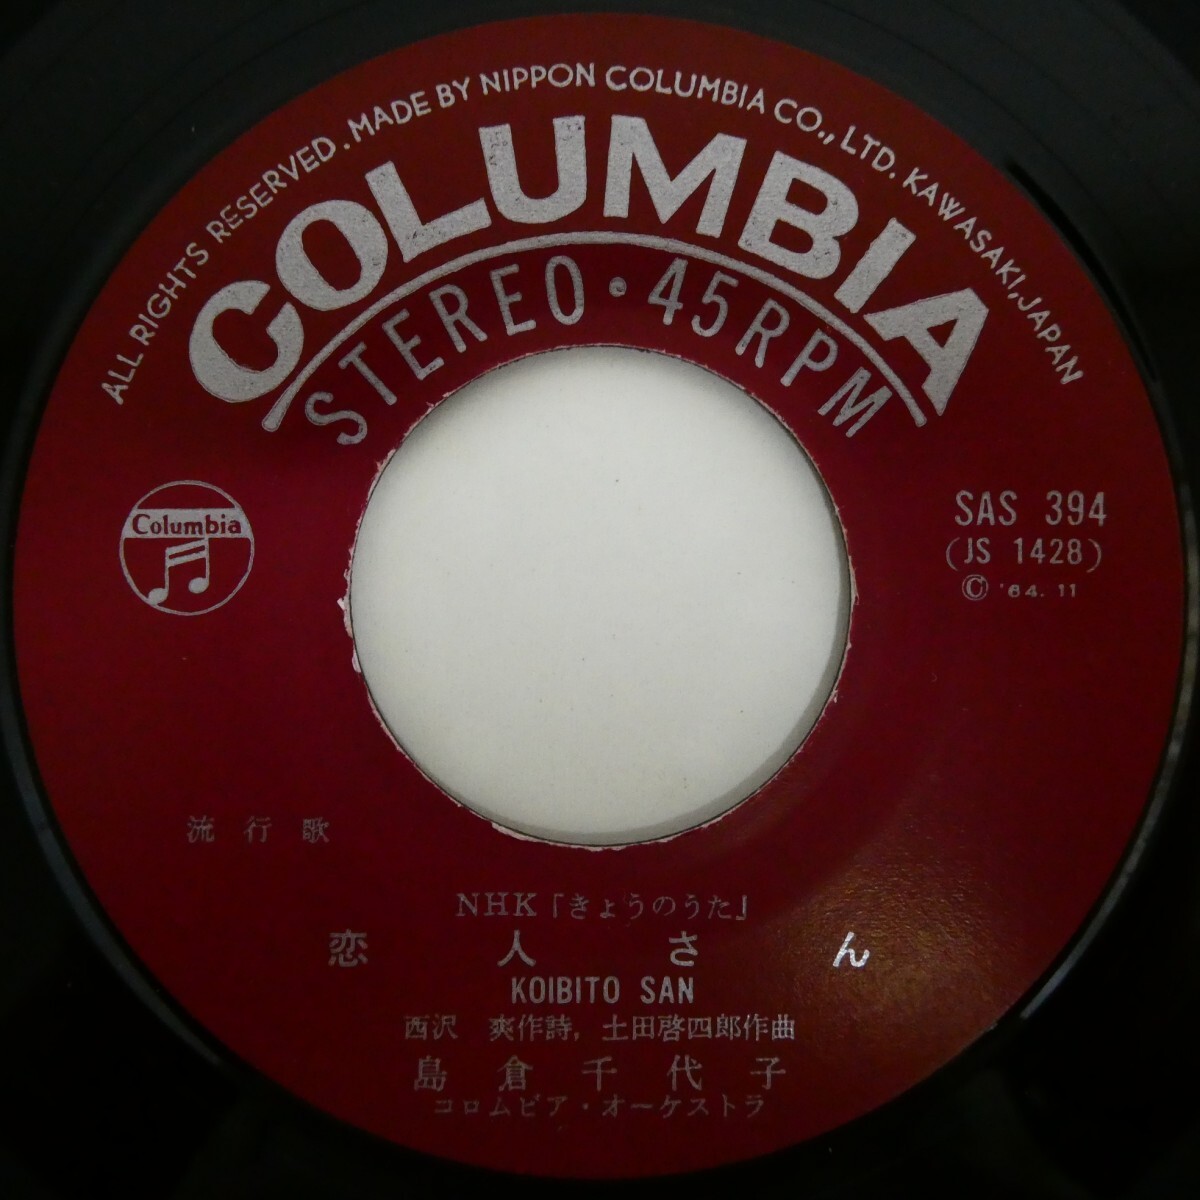 ALL RIGHTS RESERVED. MADE BY NIPPON COLUMBIA CO., LTD. KAWASAKI, JAPAN
COLUMBIA
STEREO・45RPM
Columbia
SAS 394
(JS 1428)
Ⓒ '64. 11
流行歌
NHK「きょうのうた」
恋人さん
KOIBITO SAN
西沢 爽作詩, 土田啓四郎作曲
島倉千代子
コロムビア・オーケストラ